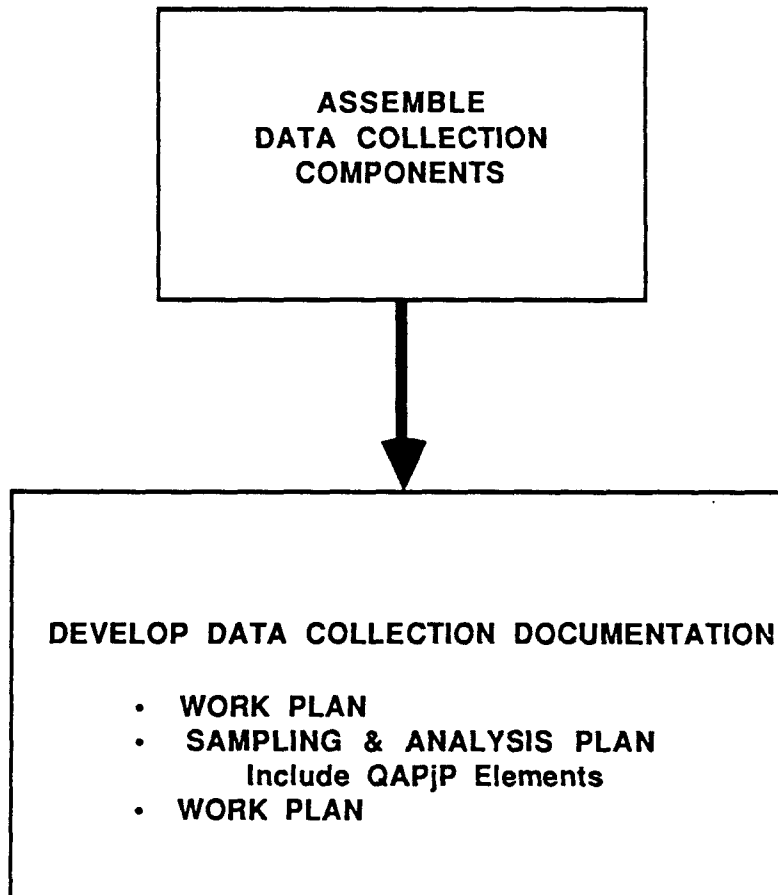 ASSEMBLE
DATA COLLECTION
COMPONENTS
DEVELOP DATA COLLECTION DOCUMENTATION
• WORK PLAN
• SAMPLING & ANALYSIS PLAN
Include QAPjP Elements
• WORK PLAN